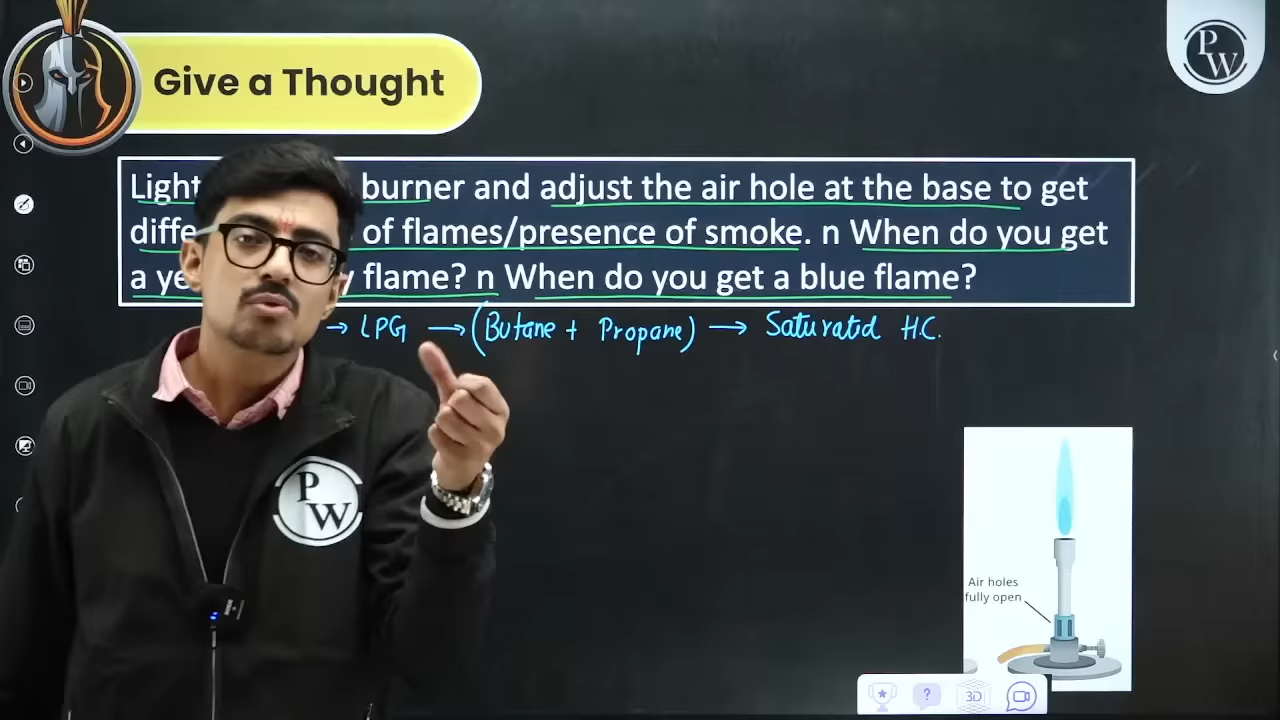 Give a Thought
P
W
Light burner and adjust the air hole at the base to get
diffe of flames/presence of smoke. n When do you get
a ye y flame? n When do you get a blue flame?
→ LPG → (Butane + Propane) → Saturated H.C.
P
W
Air holes
fully open
?
3D